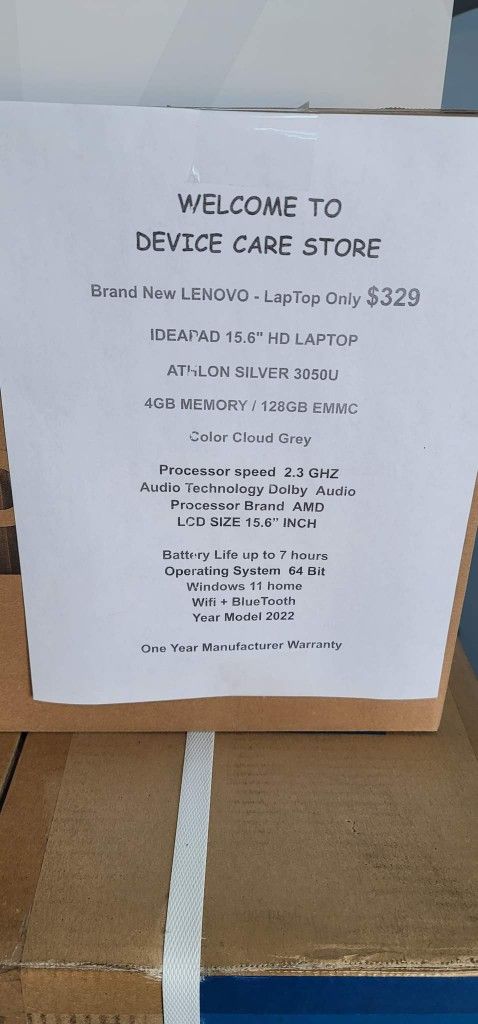 WELCOME TO
DEVICE CARE STORE
Brand New LENOVO - LapTop Only $329
IDEAPAD 15.6" HD LAPTOP
ATHLON SILVER 3050U
4GB MEMORY / 128GB EMMC
Color Cloud Grey
Processor speed 2.3 GHZ
Audio Technology Dolby Audio
Processor Brand AMD
LCD SIZE 15.6” INCH
Battery Life up to 7 hours
Operating System 64 Bit
Windows 11 home
Wifi + BlueTooth
Year Model 2022
One Year Manufacturer Warranty